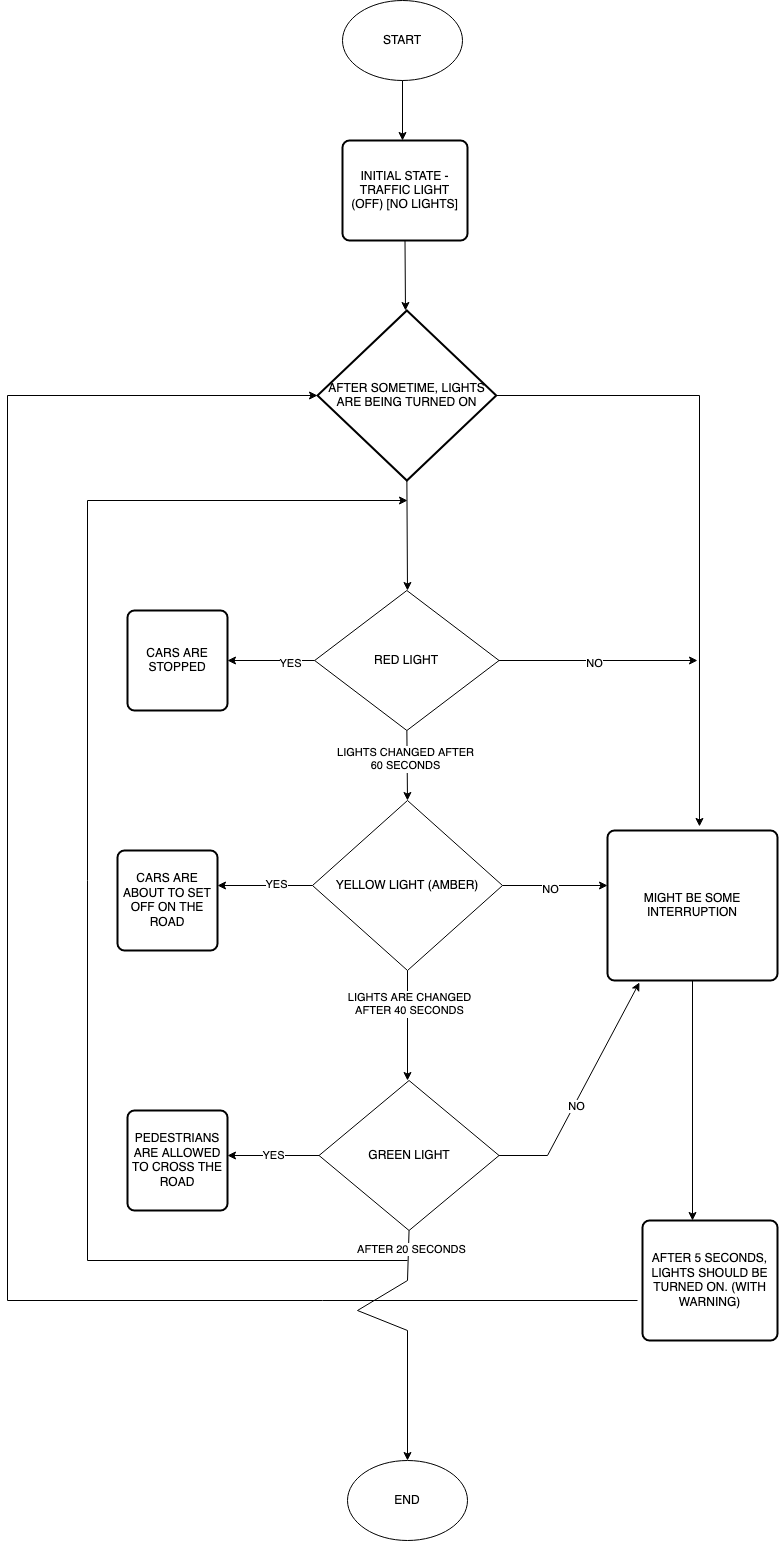 START
INITIAL STATE -
TRAFFIC LIGHT
(OFF) [NO LIGHTS]
AFTER SOMETIME, LIGHTS
ARE BEING TURNED ON
CARS ARE
STOPPED
YES
RED LIGHT
NO
LIGHTS CHANGED AFTER
60 SECONDS
CARS ARE
ABOUT TO SET
OFF ON THE
ROAD
YES
YELLOW LIGHT (AMBER)
NO
MIGHT BE SOME
INTERRUPTION
LIGHTS ARE CHANGED
AFTER 40 SECONDS
NO
PEDESTRIANS
ARE ALLOWED
TO CROSS THE
ROAD
YES
GREEN LIGHT
AFTER 20 SECONDS
AFTER 5 SECONDS,
LIGHTS SHOULD BE
TURNED ON. (WITH
WARNING)
END